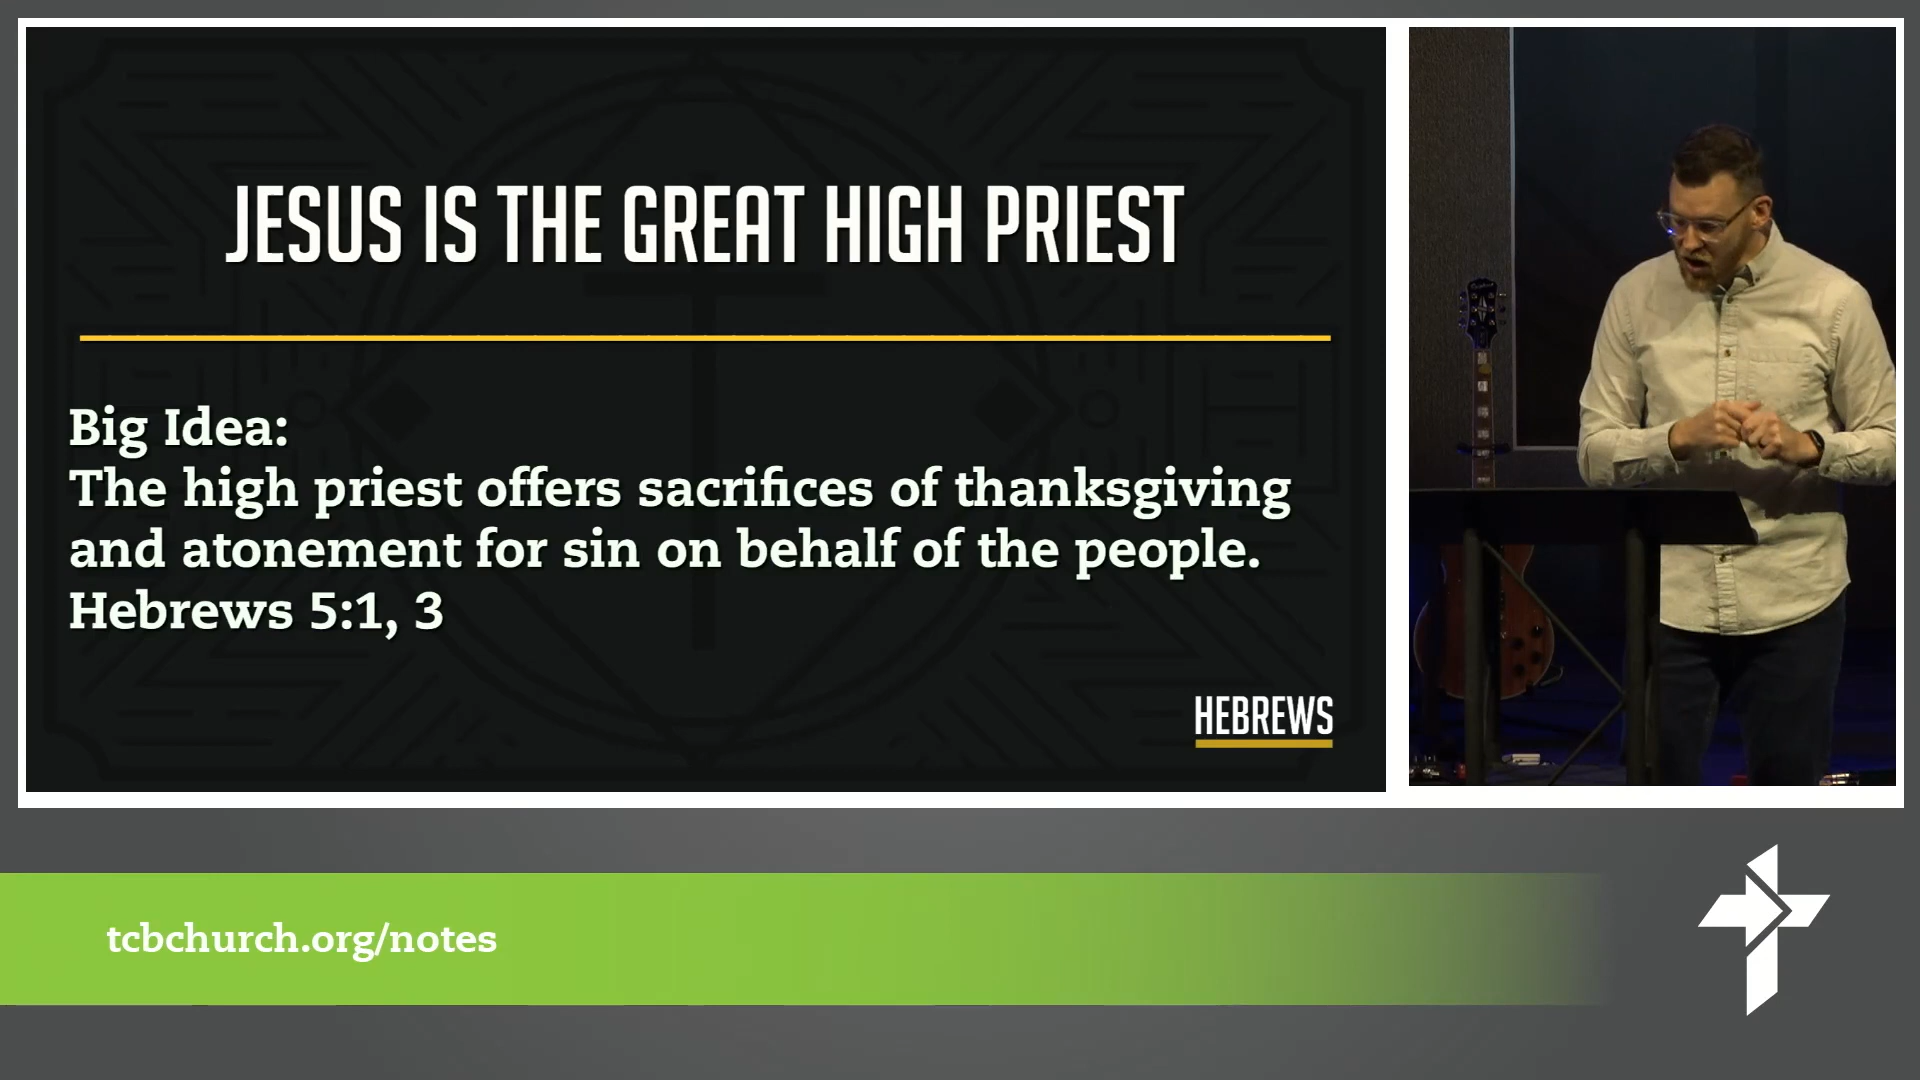 JESUS IS THE GREAT HIGH PRIEST
Big Idea:
The high priest offers sacrifices of thanksgiving
and atonement for sin on behalf of the people.
Hebrews 5:1, 3
HEBREWS
tcbchurch.org/notes